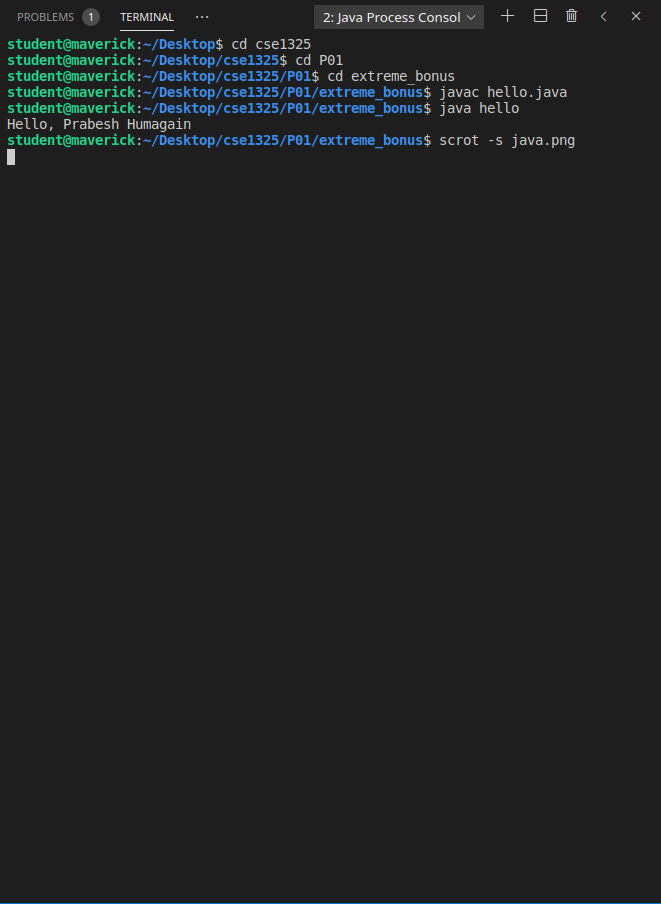 PROBLEMS 1 TERMINAL ··· 2: Java Process Consol
student@maverick:~/Desktop$ cd cse1325
student@maverick:~/Desktop/cse1325$ cd P01
student@maverick:~/Desktop/cse1325/P01$ cd extreme_bonus
student@maverick:~/Desktop/cse1325/P01/extreme_bonus$ javac hello.java
student@maverick:~/Desktop/cse1325/P01/extreme_bonus$ java hello
Hello, Prabesh Humagain
student@maverick:~/Desktop/cse1325/P01/extreme_bonus$ scrot -s java.png